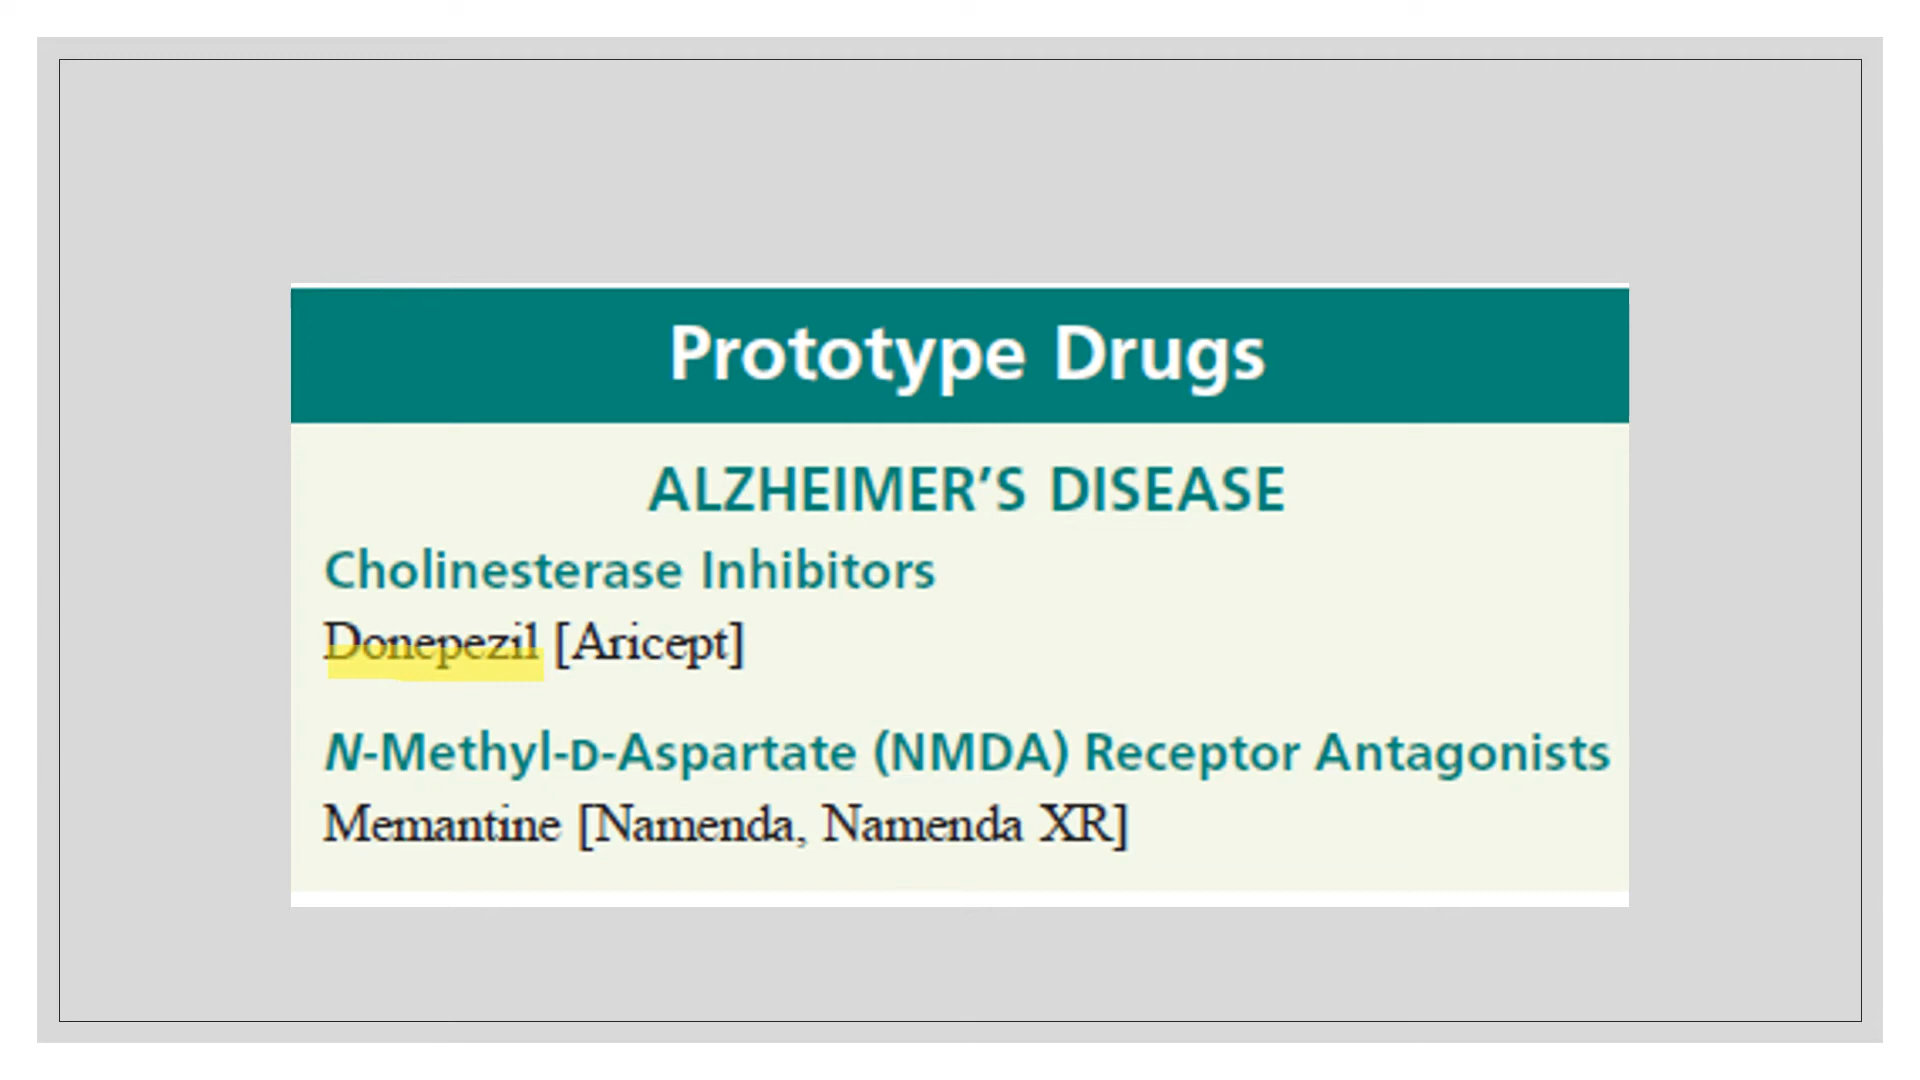 Prototype Drugs
ALZHEIMER'S DISEASE
Cholinesterase Inhibitors
Donepezil [Aricept]
N-Methyl-D-Aspartate (NMDA) Receptor Antagonists
Memantine [Namenda, Namenda XR]